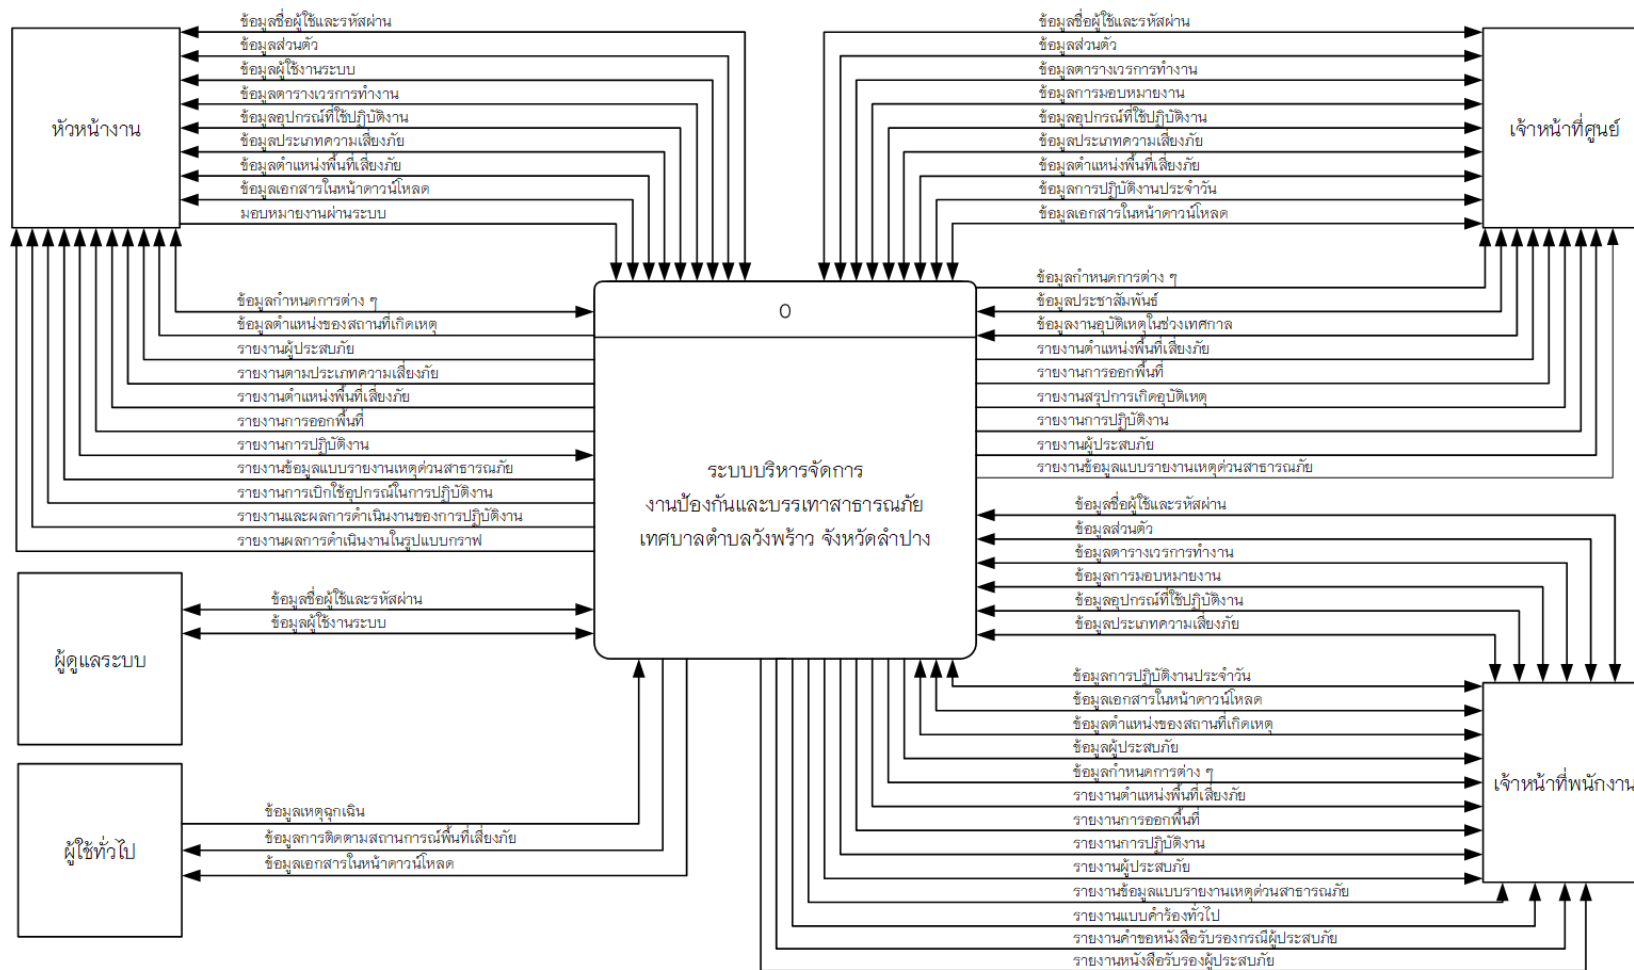 ข้อมูลชื่อผู้ใช้และรหัสผ่าน
ข้อมูลส่วนตัว
ข้อมูลผู้ใช้งานระบบ
ข้อมูลตารางเวรการทำงาน
ข้อมูลอุปกรณ์ที่ใช้ปฏิบัติงาน
ข้อมูลประเภทความเสี่ยงภัย
ข้อมูลตำแหน่งพื้นที่เสี่ยงภัย
ข้อมูลเอกสารในหน้าดาวน์โหลด
มอบหมายงานผ่านระบบ
หัวหน้างาน
ข้อมูลกำหนดการต่าง ๆ
ข้อมูลตำแหน่งของสถานที่เกิดเหตุ
รายงานผู้ประสบภัย
รายงานตามประเภทความเสี่ยงภัย
รายงานตำแหน่งพื้นที่เสี่ยงภัย
รายงานการออกพื้นที่
รายงานการปฏิบัติงาน
รายงานข้อมูลแบบรายงานเหตุด่วนสาธารณภัย
รายงานการเบิกใช้อุปกรณ์ในการปฏิบัติงาน
รายงานและผลการดำเนินงานของการปฏิบัติงาน
รายงานผลการดำเนินงานในรูปแบบกราฟ
ข้อมูลชื่อผู้ใช้และรหัสผ่าน
ข้อมูลผู้ใช้งานระบบ
ผู้ดูแลระบบ
ข้อมูลเหตุฉุกเฉิน
ข้อมูลการติดตามสถานการณ์พื้นที่เสี่ยงภัย
ข้อมูลเอกสารในหน้าดาวน์โหลด
ผู้ใช้ทั่วไป
0
ระบบบริหารจัดการ
งานป้องกันและบรรเทาสาธารณภัย
เทศบาลตำบลวังพร้าว จังหวัดลำปาง
ข้อมูลชื่อผู้ใช้และรหัสผ่าน
ข้อมูลส่วนตัว
ข้อมูลตารางเวรการทำงาน
ข้อมูลการมอบหมายงาน
ข้อมูลอุปกรณ์ที่ใช้ปฏิบัติงาน
ข้อมูลประเภทความเสี่ยงภัย
ข้อมูลตำแหน่งพื้นที่เสี่ยงภัย
ข้อมูลการปฏิบัติงานประจำวัน
ข้อมูลเอกสารในหน้าดาวน์โหลด
เจ้าหน้าที่ศูนย์
ข้อมูลกำหนดการต่าง ๆ
ข้อมูลประชาสัมพันธ์
ข้อมูลงานอุบัติเหตุในช่วงเทศกาล
รายงานตำแหน่งพื้นที่เสี่ยงภัย
รายงานการออกพื้นที่
รายงานสรุปการเกิดอุบัติเหตุ
รายงานการปฏิบัติงาน
รายงานผู้ประสบภัย
รายงานข้อมูลแบบรายงานเหตุด่วนสาธารณภัย
ข้อมูลชื่อผู้ใช้และรหัสผ่าน
ข้อมูลส่วนตัว
ข้อมูลตารางเวรการทำงาน
ข้อมูลการมอบหมายงาน
ข้อมูลอุปกรณ์ที่ใช้ปฏิบัติงาน
ข้อมูลประเภทความเสี่ยงภัย
ข้อมูลการปฏิบัติงานประจำวัน
ข้อมูลเอกสารในหน้าดาวน์โหลด
ข้อมูลตำแหน่งของสถานที่เกิดเหตุ
ข้อมูลผู้ประสบภัย
ข้อมูลกำหนดการต่าง ๆ
รายงานตำแหน่งพื้นที่เสี่ยงภัย
รายงานการออกพื้นที่
รายงานการปฏิบัติงาน
รายงานผู้ประสบภัย
รายงานข้อมูลแบบรายงานเหตุด่วนสาธารณภัย
รายงานแบบคำร้องทั่วไป
รายงานคำขอหนังสือรับรองกรณีผู้ประสบภัย
รายงานหนังสือรับรองผู้ประสบภัย
เจ้าหน้าที่พนักงาน